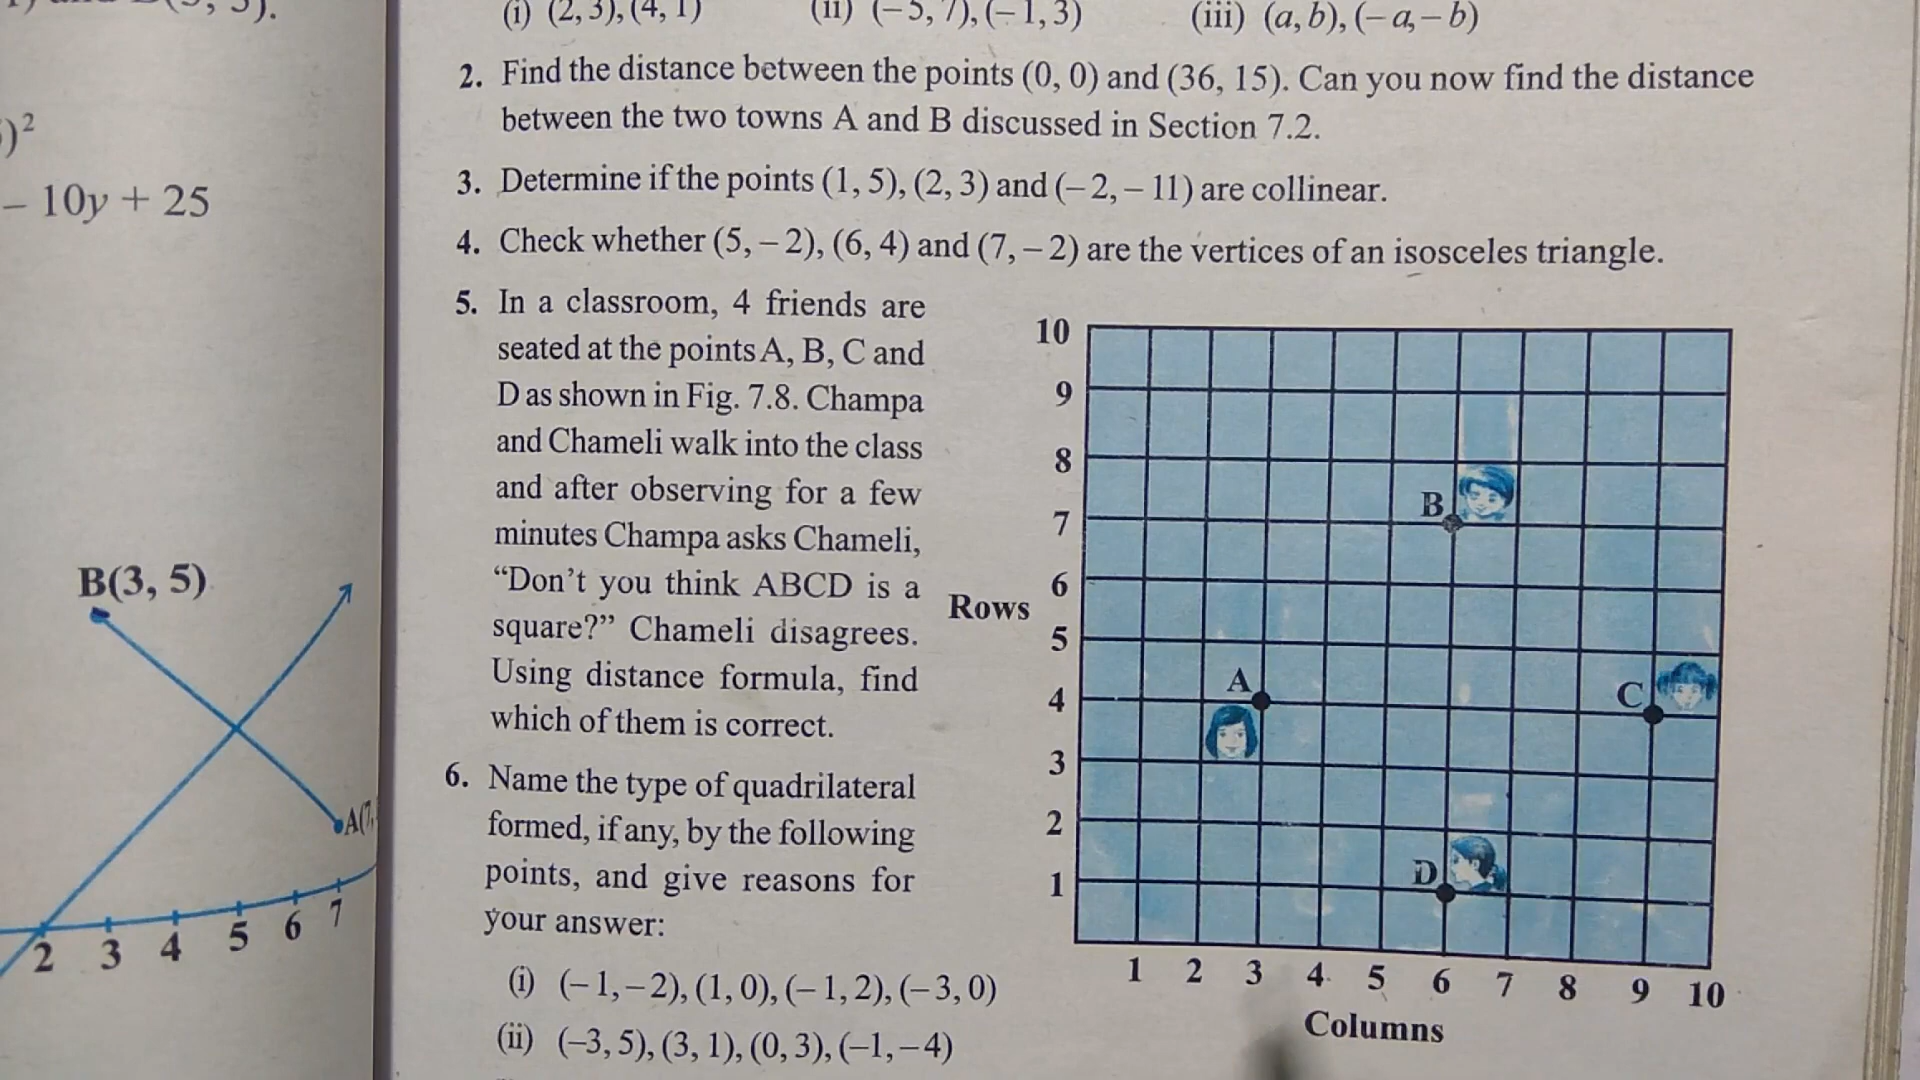 (i) (2, 3), (4, 1) (ii) (– 5, 7), (– 1, 3) (iii) (a, b), (– a, – b)
2. Find the distance between the points (0, 0) and (36, 15). Can you now find the distance
between the two towns A and B discussed in Section 7.2.
3. Determine if the points (1, 5), (2, 3) and (– 2, – 11) are collinear.
4. Check whether (5, – 2), (6, 4) and (7, – 2) are the vertices of an isosceles triangle.
5. In a classroom, 4 friends are
seated at the points A, B, C and
D as shown in Fig. 7.8. Champa
and Chameli walk into the class
and after observing for a few
minutes Champa asks Chameli,
“Don’t you think ABCD is a
square?” Chameli disagrees.
Using distance formula, find
which of them is correct.
6. Name the type of quadrilateral
formed, if any, by the following
points, and give reasons for
your answer:
(i) (– 1, – 2), (1, 0), (– 1, 2), (– 3, 0)
(ii) (–3, 5), (3, 1), (0, 3), (–1, – 4)
10
9
8
7
6
5
4
3
2
1
Rows
B
A
C
D
1 2 3 4 5 6 7 8 9 10
Columns
)²
– 10y + 25
B(3, 5)
A(7,
2 3 4 5 6 7